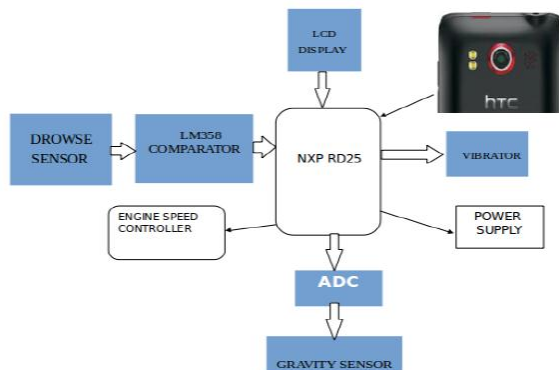 LCD
DISPLAY
hTC
DROWSE
SENSOR
LM358
COMPARATOR
NXP RD25
VIBRATOR
ENGINE SPEED
CONTROLLER
POWER
SUPPLY
ADC
GRAVITY SENSOR